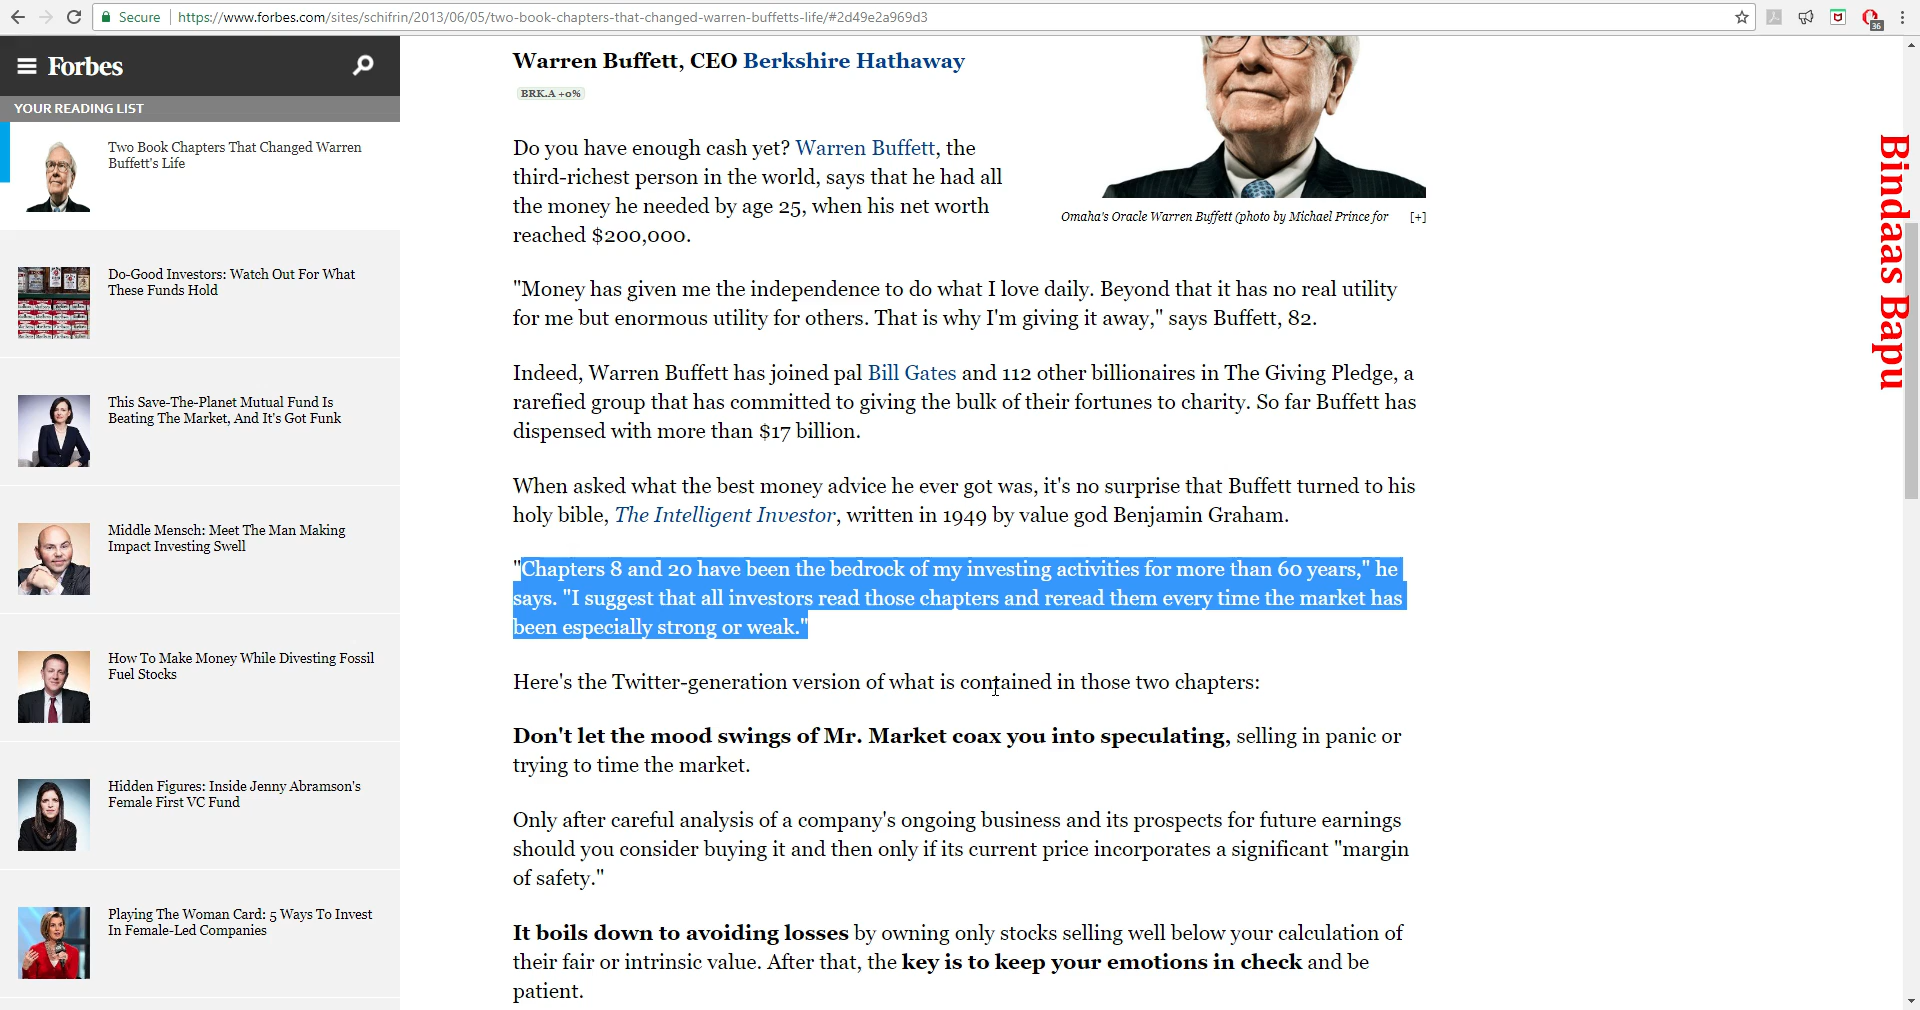 Secure
https://www.forbes.com/sites/schifrin/2013/06/05/two-book-chapters-that-changed-warren-buffetts-life/#2d49e2a969d3
36
Forbes
YOUR READING LIST
Two Book Chapters That Changed Warren
Buffett's Life
Do-Good Investors: Watch Out For What
These Funds Hold
This Save-The-Planet Mutual Fund Is
Beating The Market, And It's Got Funk
Middle Mensch: Meet The Man Making
Impact Investing Swell
How To Make Money While Divesting Fossil
Fuel Stocks
Hidden Figures: Inside Jenny Abramson's
Female First VC Fund
Playing The Woman Card: 5 Ways To Invest
In Female-Led Companies
Warren Buffett, CEO Berkshire Hathaway
BRK.A +0%
Do you have enough cash yet? Warren Buffett, the
third-richest person in the world, says that he had all
the money he needed by age 25, when his net worth
reached $200,000.
Omaha's Oracle Warren Buffett (photo by Michael Prince for [+]
"Money has given me the independence to do what I love daily. Beyond that it has no real utility
for me but enormous utility for others. That is why I'm giving it away," says Buffett, 82.
Indeed, Warren Buffett has joined pal Bill Gates and 112 other billionaires in The Giving Pledge, a
rarefied group that has committed to giving the bulk of their fortunes to charity. So far Buffett has
dispensed with more than $17 billion.
When asked what the best money advice he ever got was, it's no surprise that Buffett turned to his
holy bible, The Intelligent Investor, written in 1949 by value god Benjamin Graham.
"Chapters 8 and 20 have been the bedrock of my investing activities for more than 60 years," he
says. "I suggest that all investors read those chapters and reread them every time the market has
been especially strong or weak."
Here's the Twitter-generation version of what is contained in those two chapters:
Don't let the mood swings of Mr. Market coax you into speculating, selling in panic or
trying to time the market.
Only after careful analysis of a company's ongoing business and its prospects for future earnings
should you consider buying it and then only if its current price incorporates a significant "margin
of safety."
It boils down to avoiding losses by owning only stocks selling well below your calculation of
their fair or intrinsic value. After that, the key is to keep your emotions in check and be
patient.
Bindaas Bapu